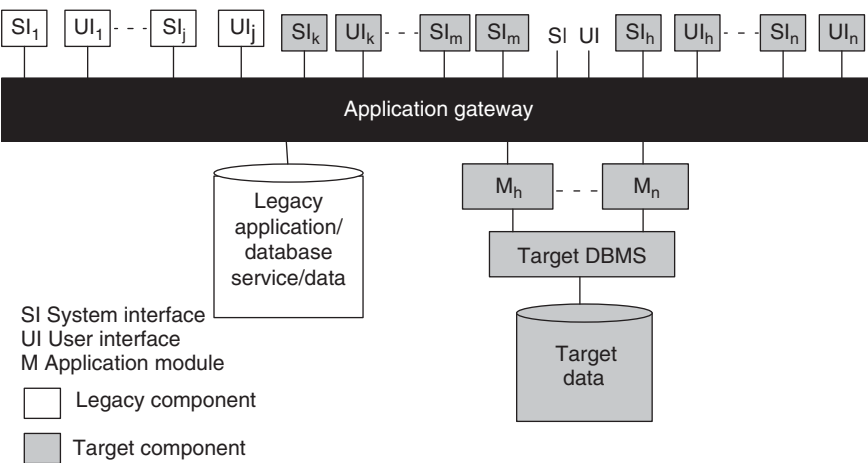 SI₁ UI₁ - - - SIⱼ UIⱼ SIₖ UIₖ - - - SIₘ SIₘ SI UI SIₕ UIₕ - - - SIₙ UIₙ
Application gateway
Legacy
application/
database
service/data
Mₕ - - - Mₙ
Target DBMS
Target
data
SI System interface
UI User interface
M Application module
Legacy component
Target component